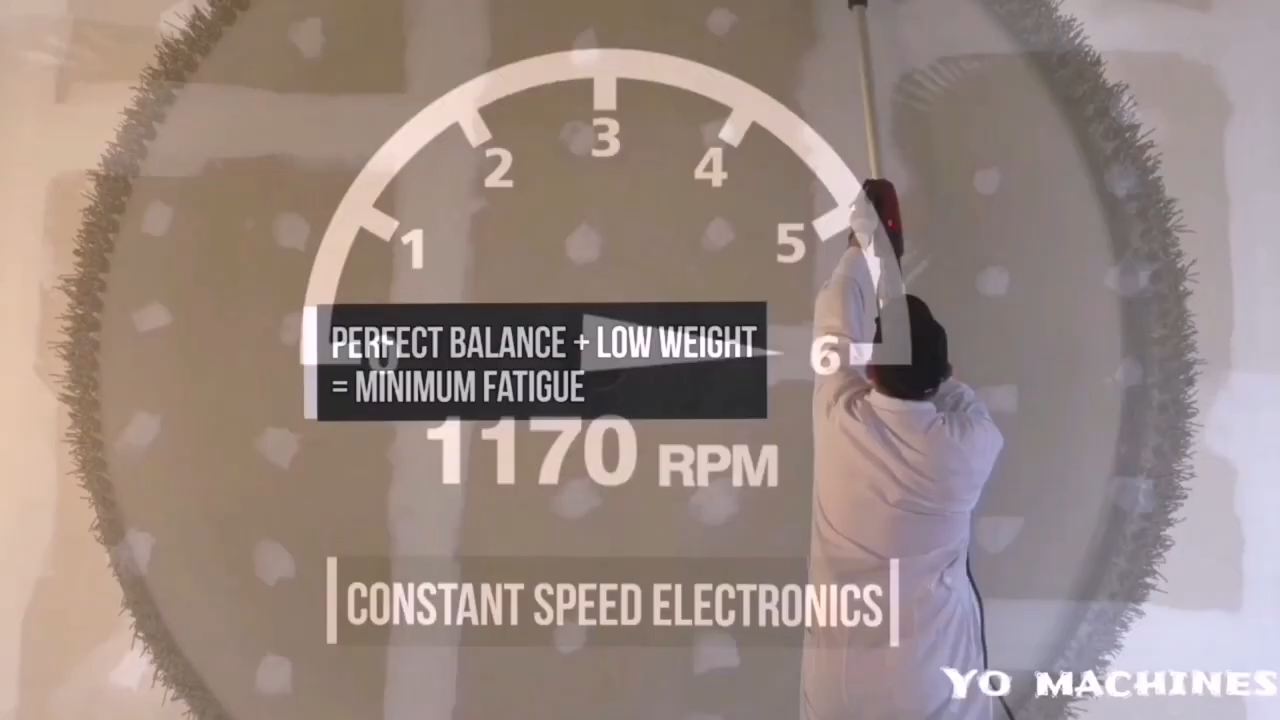 3
2 4
1 5
PERFECT BALANCE + LOW WEIGHT
0 6
= MINIMUM FATIGUE
1170 RPM
CONSTANT SPEED ELECTRONICS
YO MACHINES